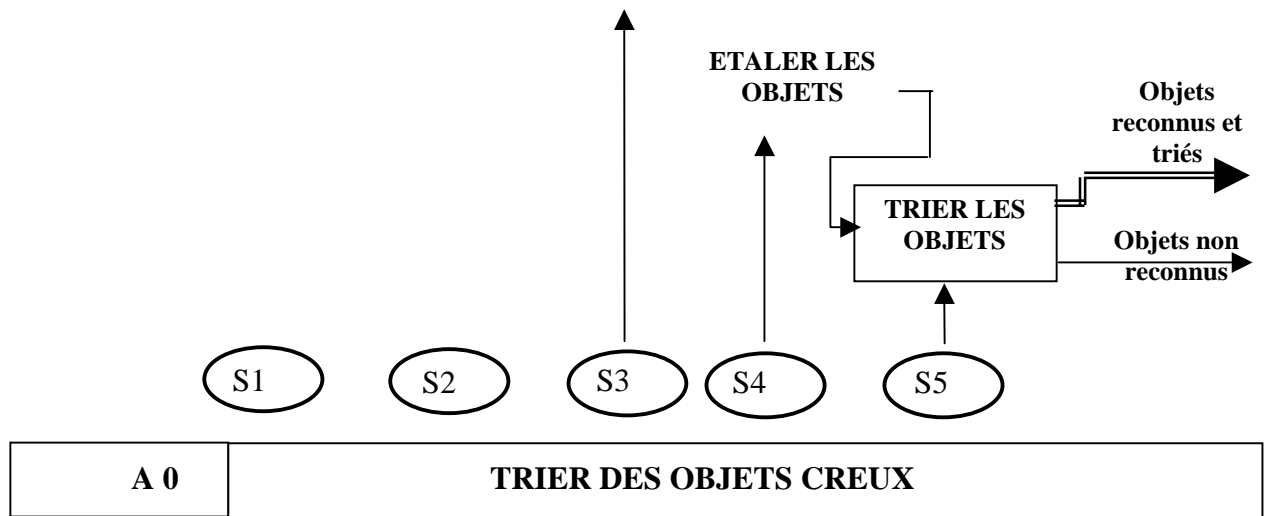 ETALER LES
OBJETS
Objets
reconnus et
triés
TRIER LES
OBJETS
Objets non
reconnus
S1
S2
S3
S4
S5
A 0
TRIER DES OBJETS CREUX